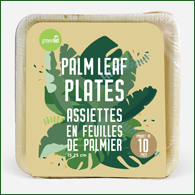 PALM LEAF
PLATES
ASSIETTES
EN FEUILLES
DE PALMIER
10